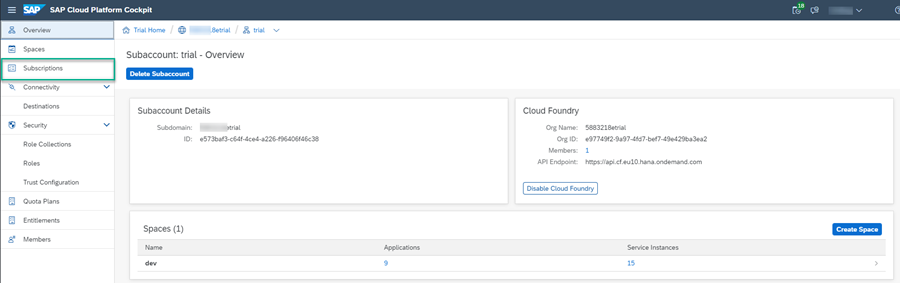 SAP SAP Cloud Platform Cockpit 18
Overview
Spaces
Subscriptions
Connectivity
Destinations
Security
Role Collections
Roles
Trust Configuration
Quota Plans
Entitlements
Members
Trial Home / 8etrial / trial
Subaccount: trial - Overview
Delete Subaccount
Subaccount Details
Subdomain: etrial
ID: e573baf3-c64f-4ce4-a226-f96406f46c38
Cloud Foundry
Org Name: 5883218etrial
Org ID: e97749f2-9a97-4fd7-bef7-49e429ba3ea2
Members: 1
API Endpoint: https://api.cf.eu10.hana.ondemand.com
Disable Cloud Foundry
Spaces (1)
Create Space
Name Applications Service Instances
dev 9 15